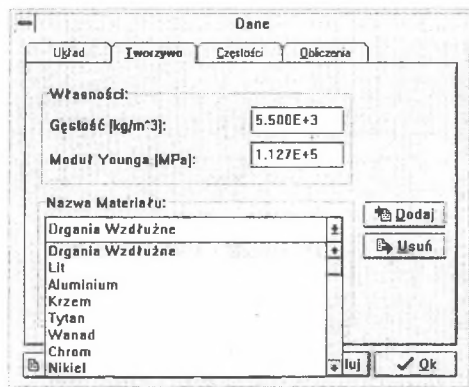 Dane
Układ Tworzywo Częstości Obliczenia
Własności:
Gęstość [kg/m^3]: 5.500E+3
Moduł Younga [MPa]: 1.127E+5
Nazwa Materiału:
Drgania Wzdłużne
Dodaj
Drgania Wzdłużne
Usuń
Lit
Aluminium
Krzem
Tytan
Wanad
Chrom
Nikiel
luj Ok